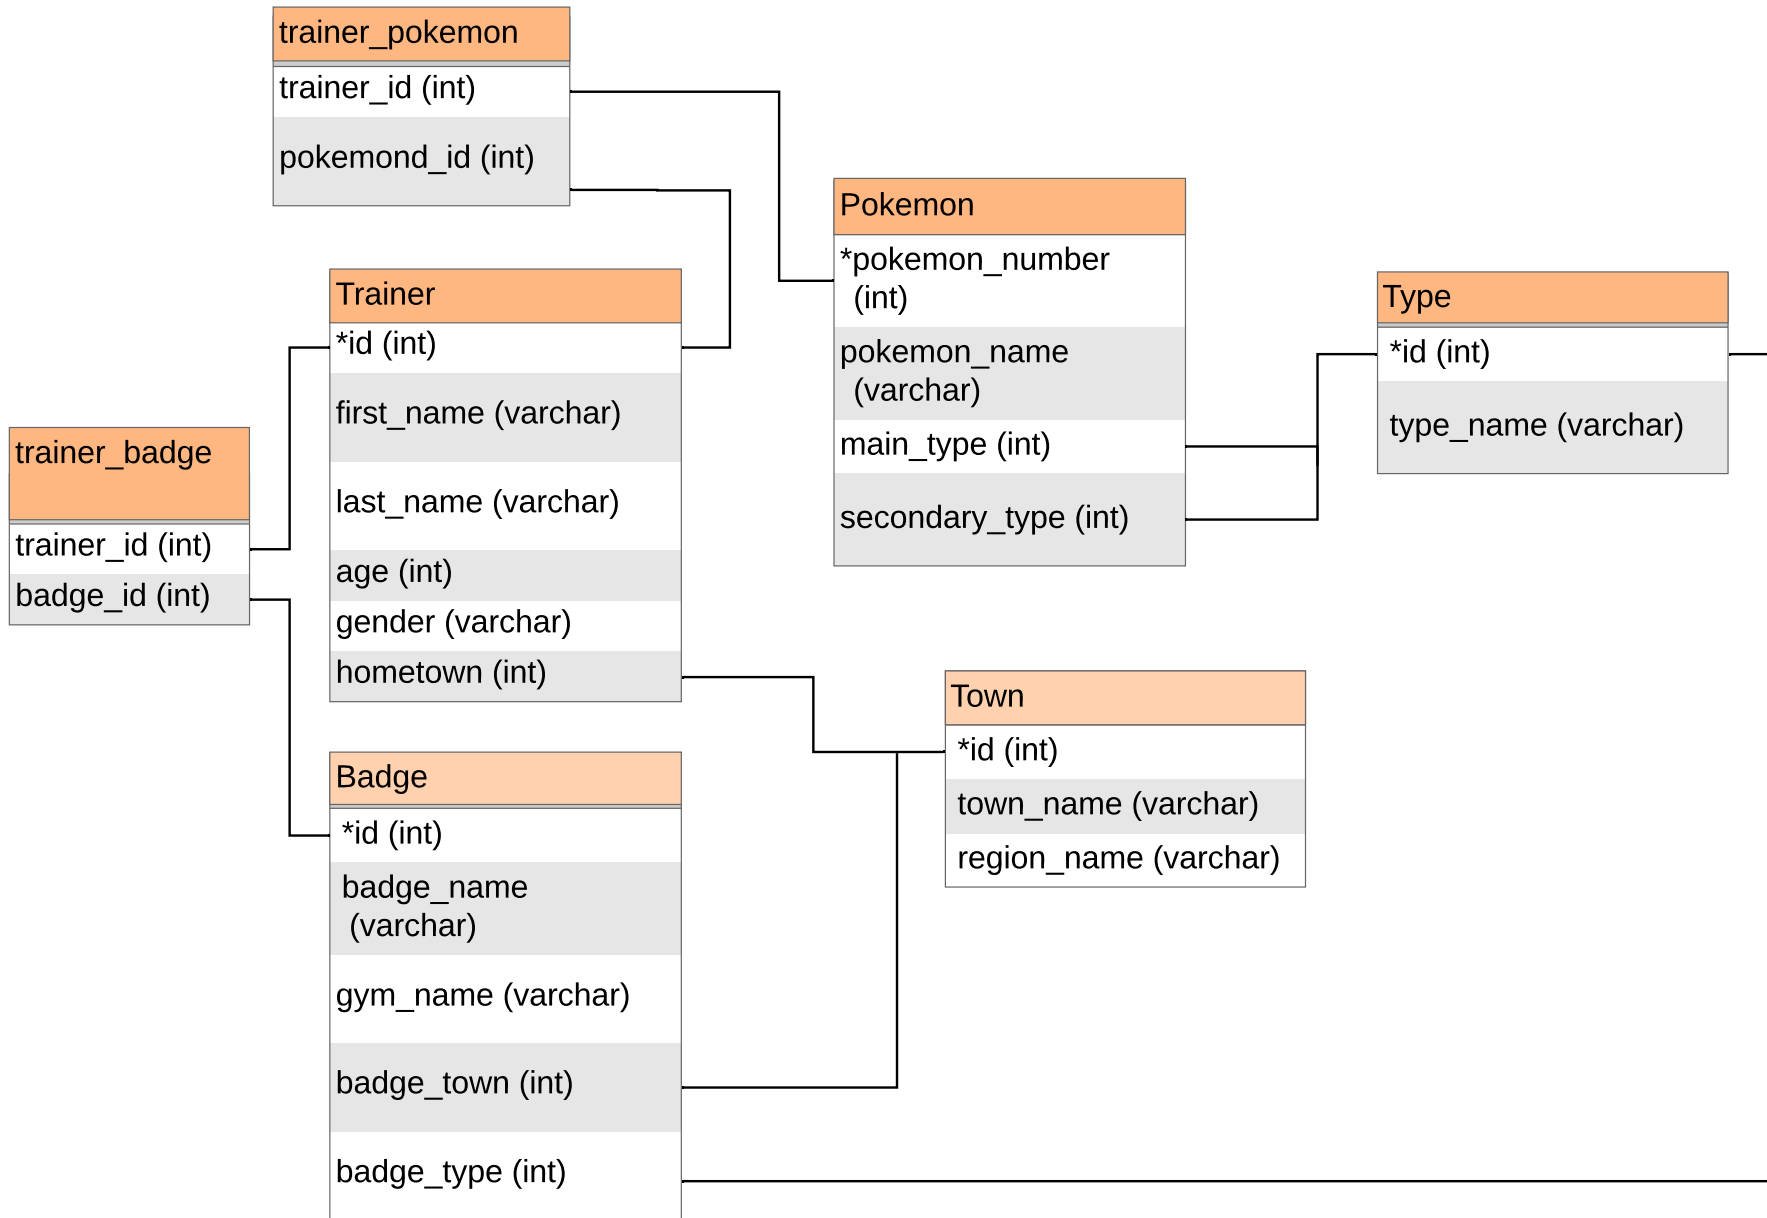 trainer_pokemon
trainer_id (int)
pokemond_id (int)
Trainer
*id (int)
first_name (varchar)
last_name (varchar)
age (int)
gender (varchar)
hometown (int)
trainer_badge
trainer_id (int)
badge_id (int)
Badge
*id (int)
badge_name
(varchar)
gym_name (varchar)
badge_town (int)
badge_type (int)
Pokemon
*pokemon_number
(int)
pokemon_name
(varchar)
main_type (int)
secondary_type (int)
Type
*id (int)
type_name (varchar)
Town
*id (int)
town_name (varchar)
region_name (varchar)